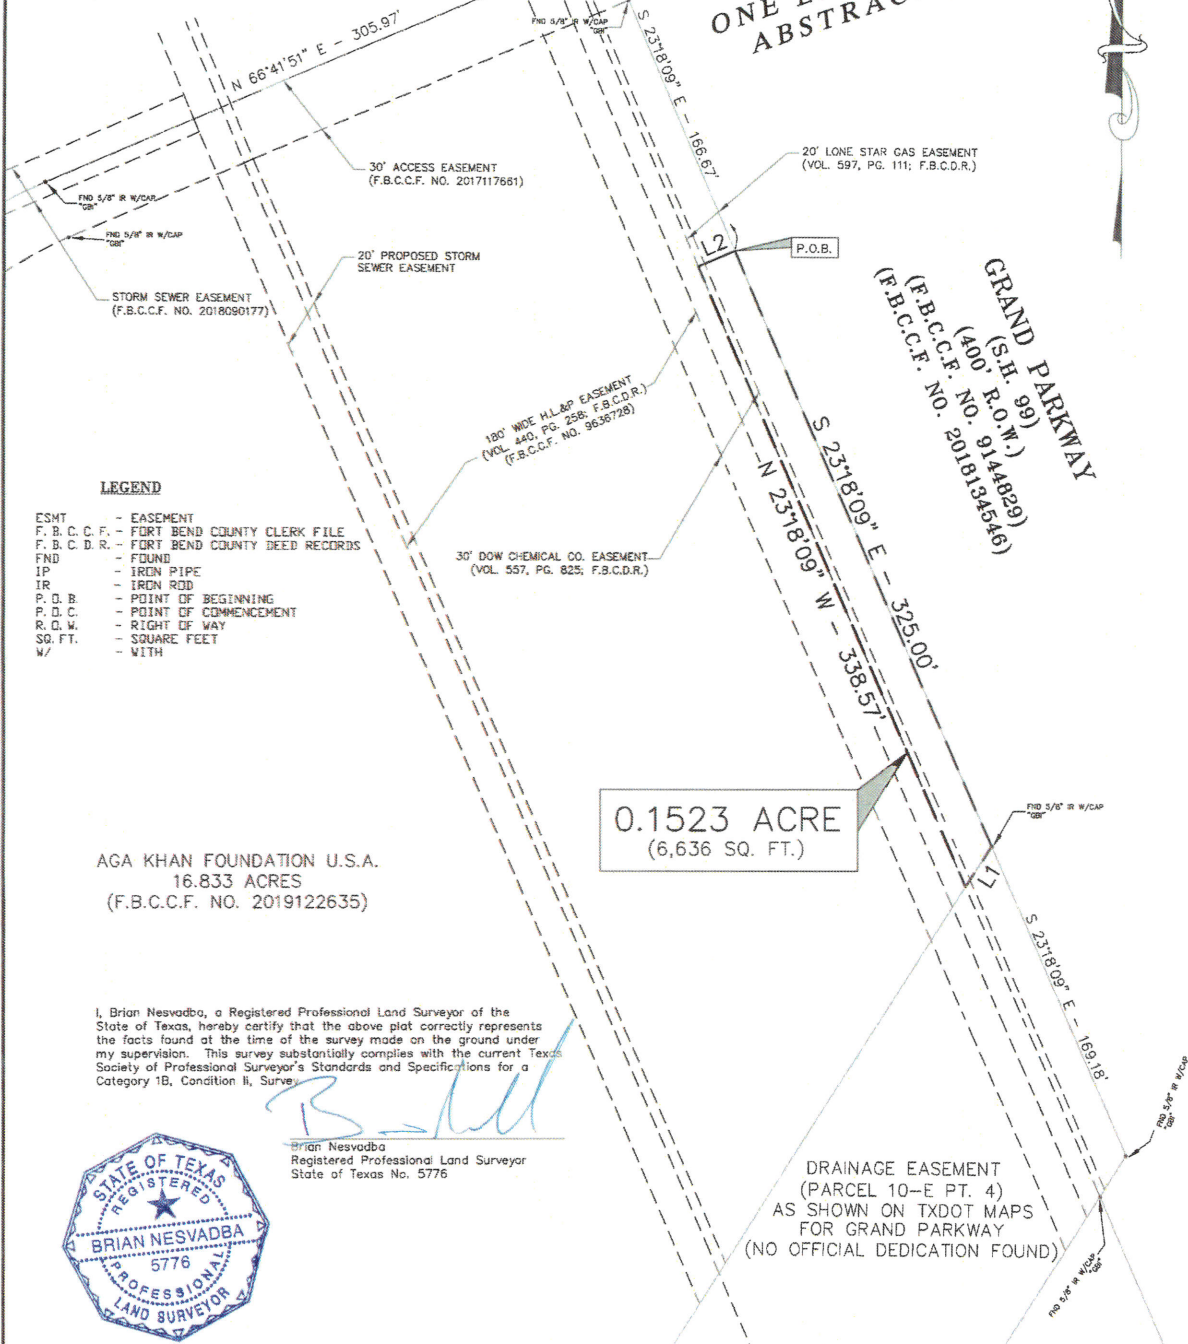 ONE
ABSTRAC
FND 5/8" IR W/CAP
"GBI"
N 66°41'51" E - 305.97'
S 23°18'09" E - 166.67'
30' ACCESS EASEMENT
(F.B.C.C.F. NO. 2017117661)
20' LONE STAR GAS EASEMENT
(VOL. 597, PG. 111; F.B.C.D.R.)
FND 5/8" IR W/CAP
"GBI"
FND 5/8" IR W/CAP
"GBI"
L2
P.O.B.
20' PROPOSED STORM
SEWER EASEMENT
STORM SEWER EASEMENT
(F.B.C.C.F. NO. 2018090177)
GRAND PARKWAY
(S.H. 99)
(400' R.O.W.)
(F.B.C.C.F. NO. 9144829)
(F.B.C.C.F. NO. 2018134546)
180' WIDE H.L.&P EASEMENT
(VOL. 440, PG. 258; F.B.C.D.R.)
(F.B.C.C.F. NO. 9636728)
S 23°18'09" E - 325.00'
N 23°18'09" W - 338.57'
30' DOW CHEMICAL CO. EASEMENT
(VOL. 557, PG. 825; F.B.C.D.R.)
LEGEND
ESMT - EASEMENT
F.B.C.C.F. - FORT BEND COUNTY CLERK FILE
F.B.C.D.R. - FORT BEND COUNTY DEED RECORDS
FND - FOUND
IP - IRON PIPE
IR - IRON ROD
P.O.B. - POINT OF BEGINNING
P.O.C. - POINT OF COMMENCEMENT
R.O.W. - RIGHT OF WAY
SQ. FT. - SQUARE FEET
W/ - WITH
0.1523 ACRE
(6,636 SQ. FT.)
FND 5/8" IR W/CAP
"GBI"
L1
AGA KHAN FOUNDATION U.S.A.
16.833 ACRES
(F.B.C.C.F. NO. 2019122635)
S 23°18'09" E - 169.18'
I, Brian Nesvadba, a Registered Professional Land Surveyor of the
State of Texas, hereby certify that the above plat correctly represents
the facts found at the time of the survey made on the ground under
my supervision. This survey substantially complies with the current Texas
Society of Professional Surveyor's Standards and Specifications for a
Category 1B, Condition II, Survey.
Brian Nesvadba
Registered Professional Land Surveyor
State of Texas No. 5776
STATE OF TEXAS
REGISTERED
BRIAN NESVADBA
5776
PROFESSIONAL
LAND SURVEYOR
FND 5/8" IR W/CAP
"GBI"
DRAINAGE EASEMENT
(PARCEL 10-E PT. 4)
AS SHOWN ON TXDOT MAPS
FOR GRAND PARKWAY
(NO OFFICIAL DEDICATION FOUND)
FND 5/8" IR W/CAP
"GBI"